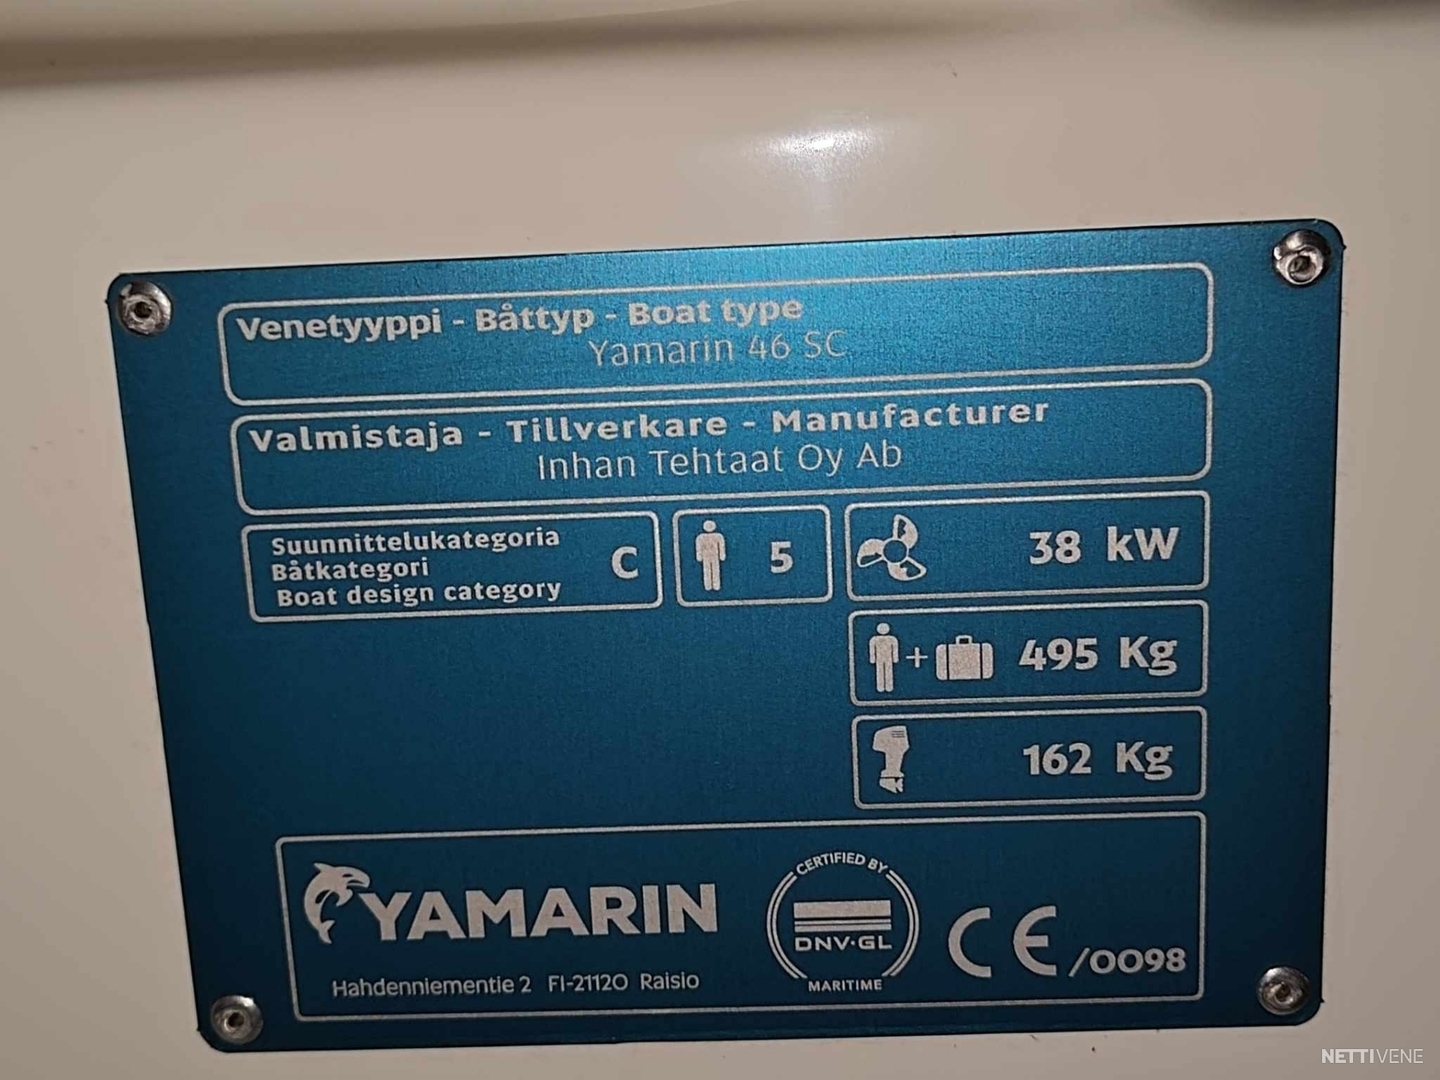 Venetyyppi - Båttyp - Boat type
Yamarin 46 SC
Valmistaja - Tillverkare - Manufacturer
Inhan Tehtaat Oy Ab
Suunnittelukategoria
Båtkategori
Boat design category
C
5
38 kW
+ 495 Kg
162 Kg
YAMARIN
Hahdenniementie 2 FI-21120 Raisio
CERTIFIED BY
DNV·GL
MARITIME
CE/0098
NETTIVENE